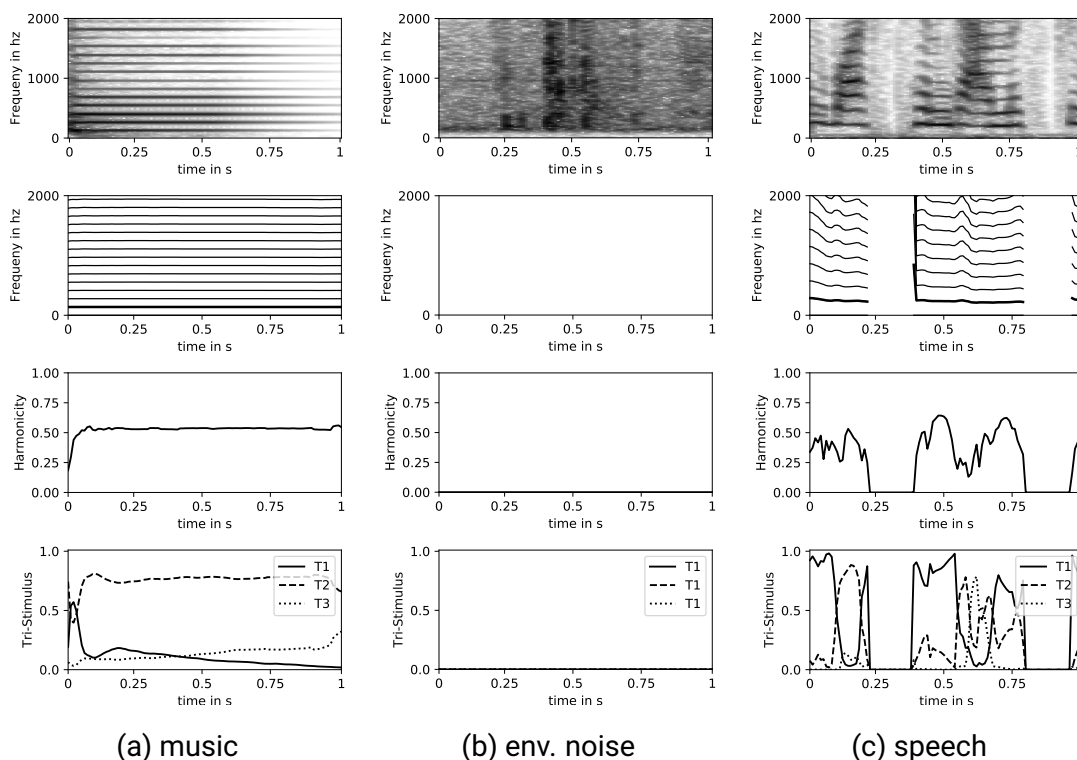 Frequeny in hz
2000
1000
0
0
0.25
0.5
0.75
1
time in s
Frequeny in hz
2000
1000
0
0
0.25
0.5
0.75
1
time in s
Frequeny in hz
2000
1000
0
0
0.25
0.5
0.75
time in s
Frequeny in hz
2000
1000
0
0
0.25
0.5
0.75
1
time in s
Frequeny in hz
2000
1000
0
0
0.25
0.5
0.75
1
time in s
Frequeny in hz
2000
1000
0
0
0.25
0.5
0.75
time in s
Harmonicity
1.00
0.75
0.50
0.25
0.00
0
0.25
0.5
0.75
1
time in s
Harmonicity
1.00
0.75
0.50
0.25
0.00
0
0.25
0.5
0.75
1
time in s
Harmonicity
1.00
0.75
0.50
0.25
0.00
0
0.25
0.5
0.75
time in s
Tri-Stimulus
1.0
0.5
0.0
T1
T2
T3
0
0.25
0.5
0.75
1
time in s
Tri-Stimulus
1.0
0.5
0.0
T1
T1
T1
0
0.25
0.5
0.75
1
time in s
Tri-Stimulus
1.0
0.5
0.0
T1
T2
T3
0
0.25
0.5
0.75
time in s
(a) music
(b) env. noise
(c) speech